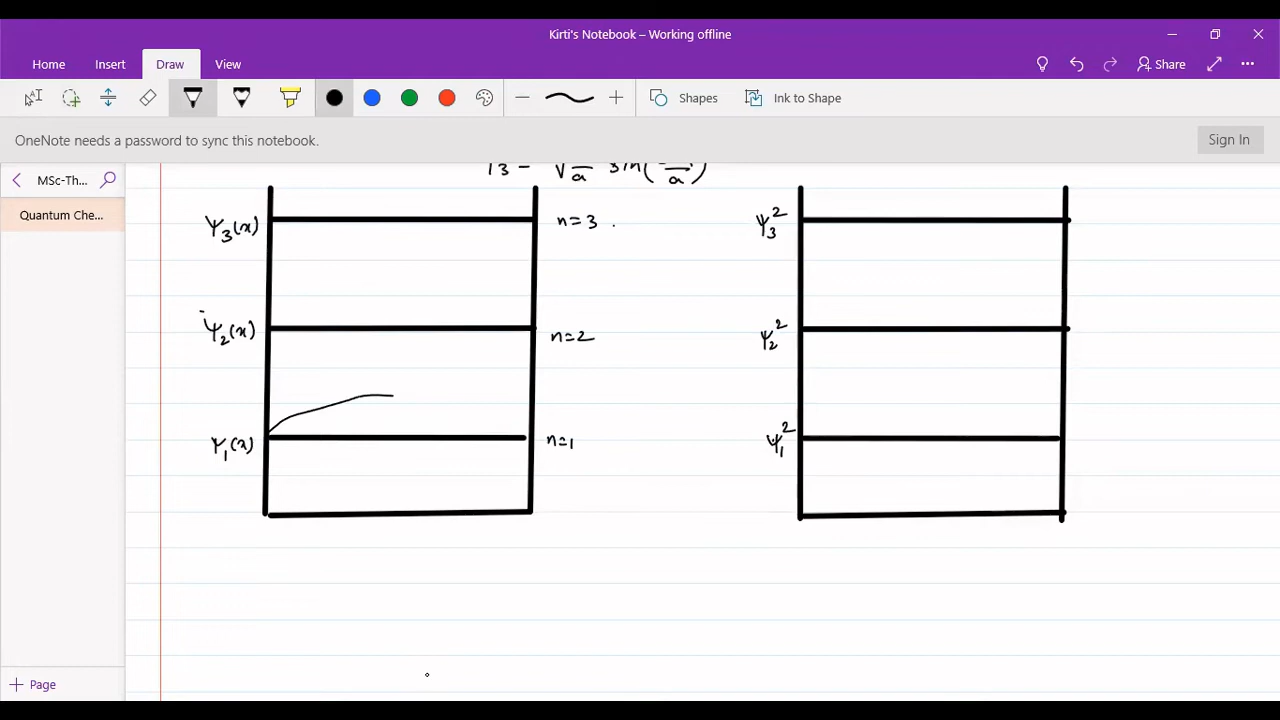 Kirti's Notebook – Working offline
Home Insert Draw View Share
Shapes Ink to Shape
OneNote needs a password to sync this notebook. Sign In
MSc-Th...
Quantum Che...
sin( a )
ψ₃(x) n=3 ψ₃²
ψ₂(x) n=2 ψ₂²
ψ₁(x) n=1 ψ₁²
+ Page